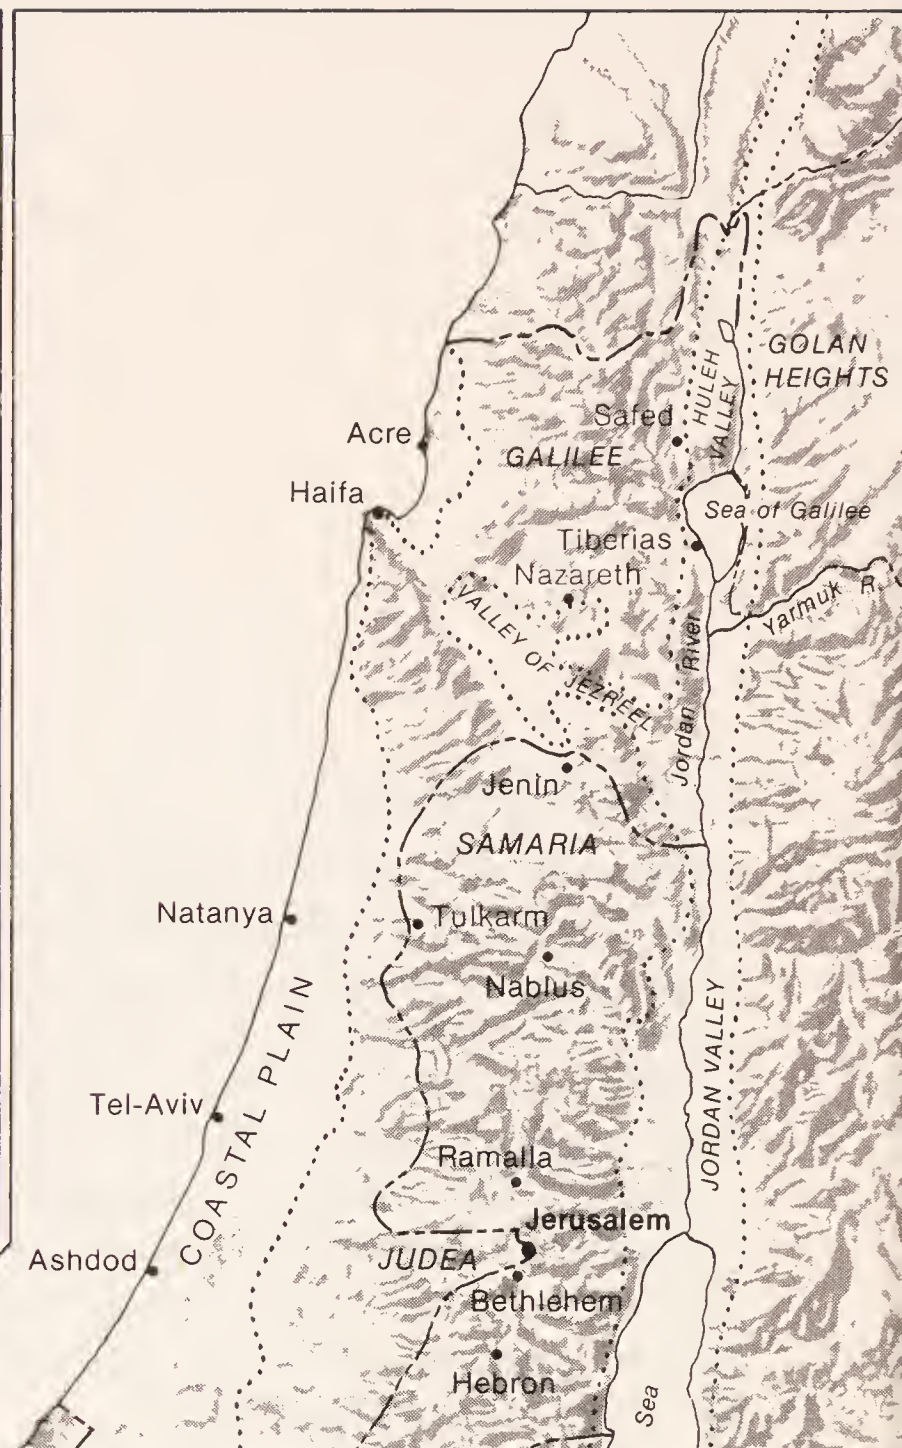 GOLAN
HEIGHTS
HULEH
VALLEY
Safed
Acre
GALILEE
Haifa
Sea of Galilee
Tiberias
Nazareth
Yarmuk R.
VALLEY OF JEZREEL
Jordan River
Jenin
SAMARIA
Natanya
Tulkarm
Nablus
COASTAL PLAIN
JORDAN VALLEY
Tel-Aviv
Ramalla
Jerusalem
Ashdod
JUDEA
Bethlehem
Hebron
Sea